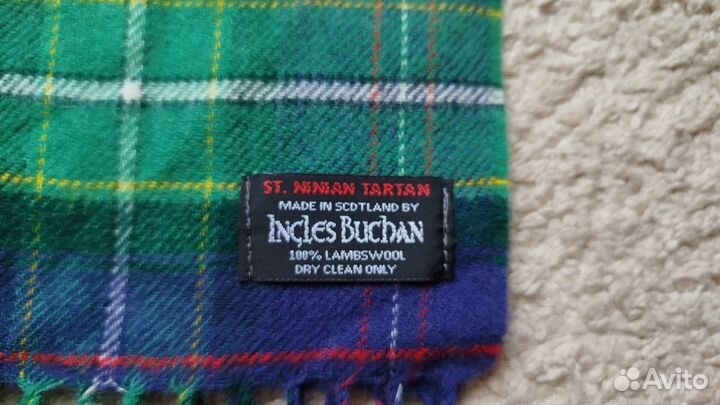 ST. NINIAN TARTAN
MADE IN SCOTLAND BY
INGLES BUCHAN
100% LAMBSWOOL
DRY CLEAN ONLY
Avito